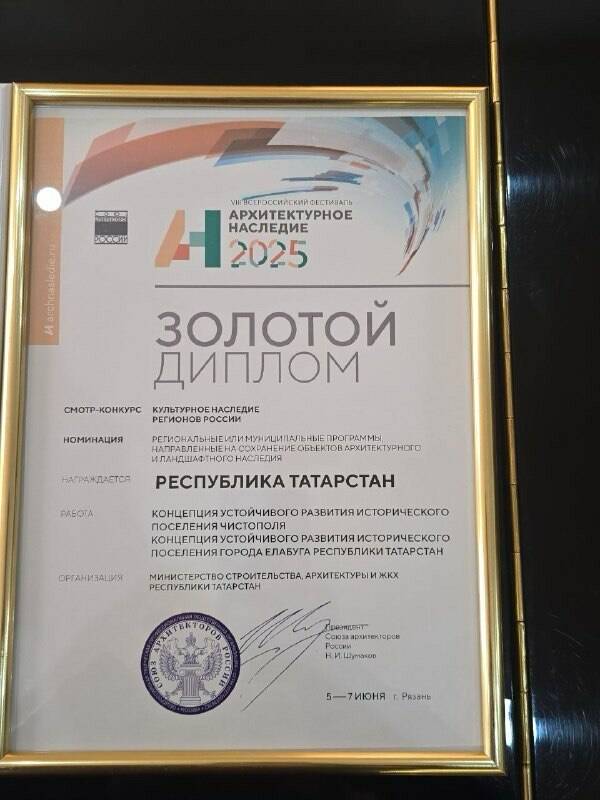 VIII ВСЕРОССИЙСКИЙ ФЕСТИВАЛЬ
АРХИТЕКТУРНОЕ
НАСЛЕДИЕ
2025
СОЮЗ
АРХИТЕКТОРОВ
РОССИИ
archnasledie.ru
ЗОЛОТОЙ
ДИПЛОМ
СМОТР-КОНКУРС КУЛЬТУРНОЕ НАСЛЕДИЕ
РЕГИОНОВ РОССИИ
НОМИНАЦИЯ РЕГИОНАЛЬНЫЕ ИЛИ МУНИЦИПАЛЬНЫЕ ПРОГРАММЫ,
НАПРАВЛЕННЫЕ НА СОХРАНЕНИЕ ОБЪЕКТОВ АРХИТЕКТУРНОГО
И ЛАНДШАФТНОГО НАСЛЕДИЯ
НАГРАЖДАЕТСЯ РЕСПУБЛИКА ТАТАРСТАН
РАБОТА КОНЦЕПЦИЯ УСТОЙЧИВОГО РАЗВИТИЯ ИСТОРИЧЕСКОГО
ПОСЕЛЕНИЯ ЧИСТОПОЛЯ
КОНЦЕПЦИЯ УСТОЙЧИВОГО РАЗВИТИЯ ИСТОРИЧЕСКОГО
ПОСЕЛЕНИЯ ГОРОДА ЕЛАБУГА РЕСПУБЛИКИ ТАТАРСТАН
ОРГАНИЗАЦИЯ МИНИСТЕРСТВО СТРОИТЕЛЬСТВА, АРХИТЕКТУРЫ И ЖКХ
РЕСПУБЛИКИ ТАТАРСТАН
Президент
Союза архитекторов
России
Н. И. Шумаков
СОЮЗ АРХИТЕКТОРОВ РОССИИ
5—7 ИЮНЯ г. Рязань